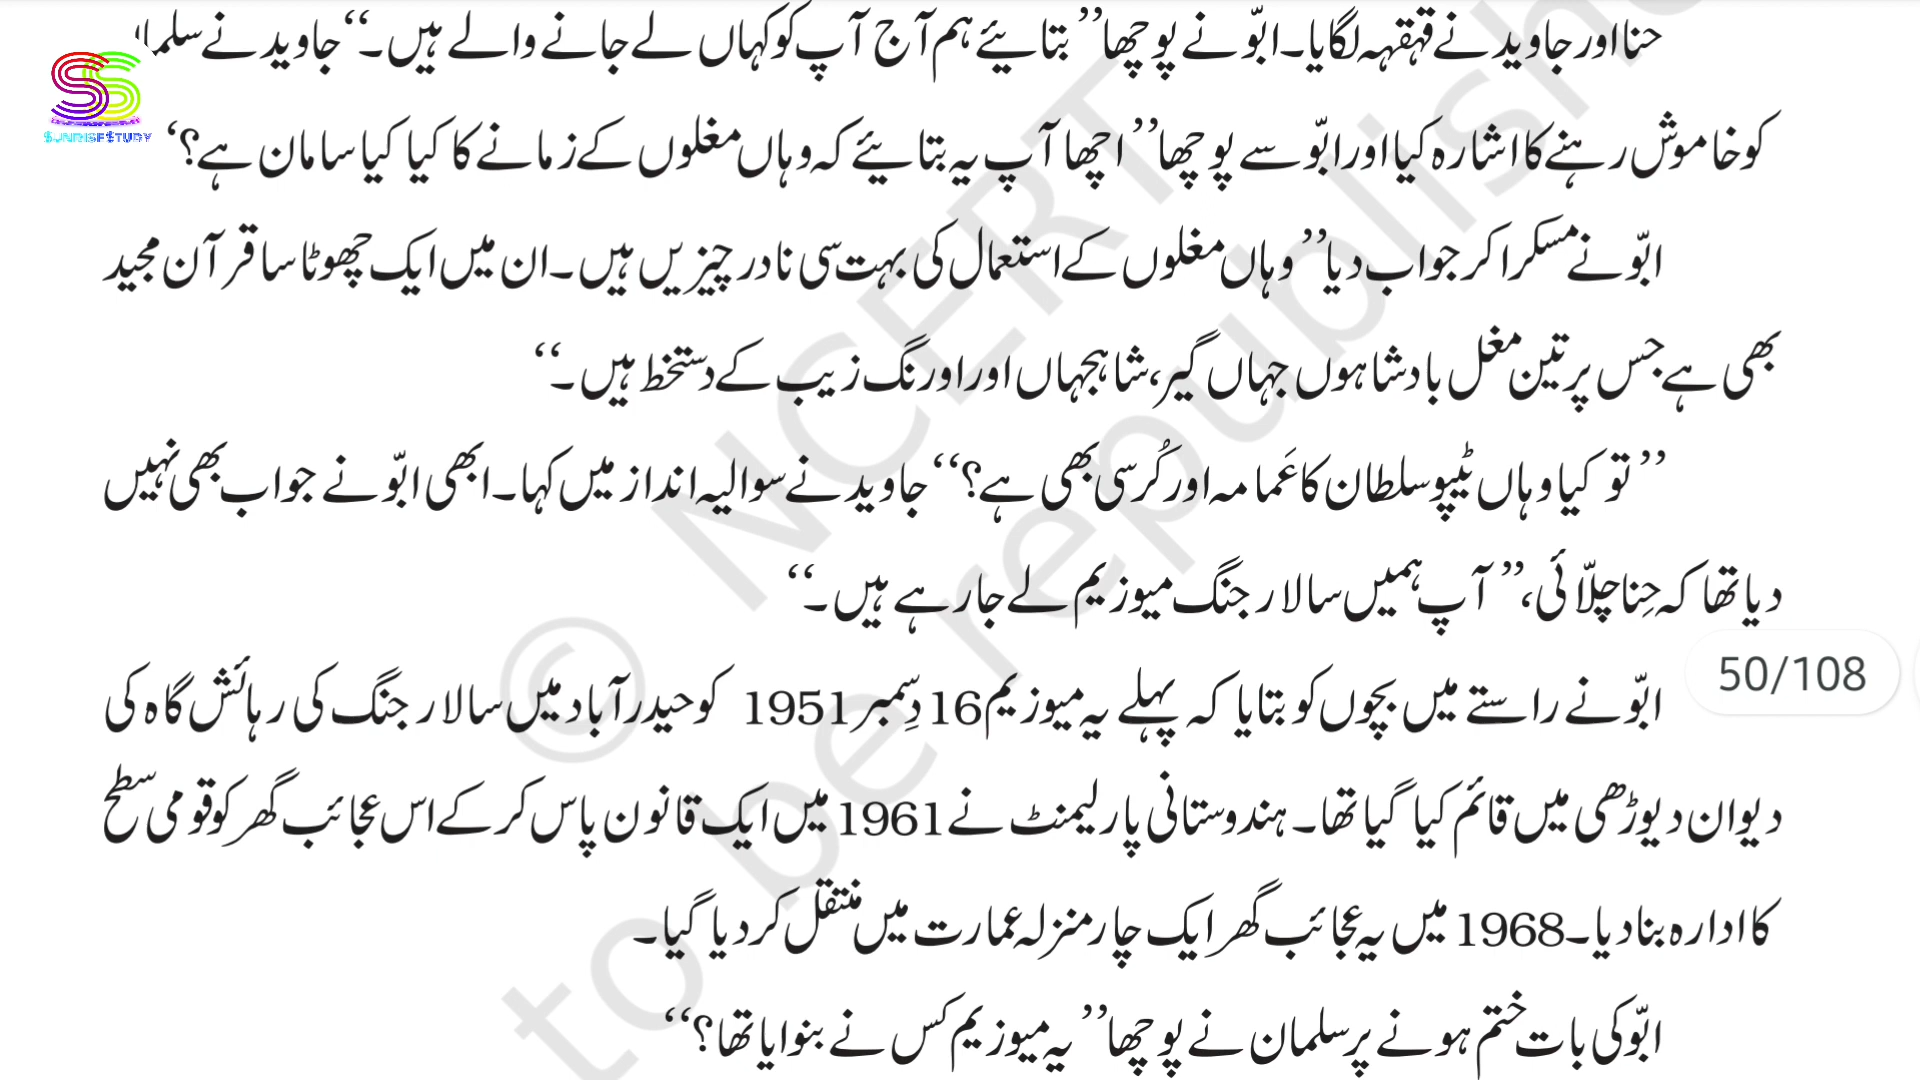 حنا اور جاوید نے قہقہہ لگایا۔ ابّو نے پوچھا ’’بتایئے ہم آج آپ کو کہاں لے جانے والے ہیں۔‘‘ جاوید نے سلمان
SUNRISESTUDY
کو خاموش رہنے کا اشارہ کیا اور ابّو سے پوچھا ’’اچھا آپ یہ بتایئے کہ وہاں مغلوں کے زمانے کا کیا کیا سامان ہے؟‘
ابّو نے مسکرا کر جواب دیا ’’وہاں مغلوں کے استعمال کی بہت سی نادر چیزیں ہیں۔ ان میں ایک چھوٹا سا قرآن مجید
بھی ہے جس پر تین مغل بادشاہوں جہاں گیر، شاہجہاں اور اورنگ زیب کے دستخط ہیں۔‘‘
’’تو کیا وہاں ٹیپو سلطان کا عَمامہ اور کُرسی بھی ہے؟‘‘ جاوید نے سوالیہ انداز میں کہا۔ ابھی ابّو نے جواب بھی نہیں
دیا تھا کہ حِنا چلّائی، ’’آپ ہمیں سالار جنگ میوزیم لے جا رہے ہیں۔‘‘
ابّو نے راستے میں بچوں کو بتایا کہ پہلے یہ میوزیم 16 دِسمبر 1951 کو حیدرآباد میں سالار جنگ کی رہائش گاہ کی
50/108
دیوان دیوڑھی میں قائم کیا گیا تھا۔ ہندوستانی پارلیمنٹ نے 1961 میں ایک قانون پاس کر کے اس عجائب گھر کو قومی سطح
کا ادارہ بنا دیا۔ 1968 میں یہ عجائب گھر ایک چار منزلہ عمارت میں منتقل کر دیا گیا۔
ابّو کی بات ختم ہونے پر سلمان نے پوچھا ’’یہ میوزیم کس نے بنوایا تھا؟‘‘
© NCERT
to be republished